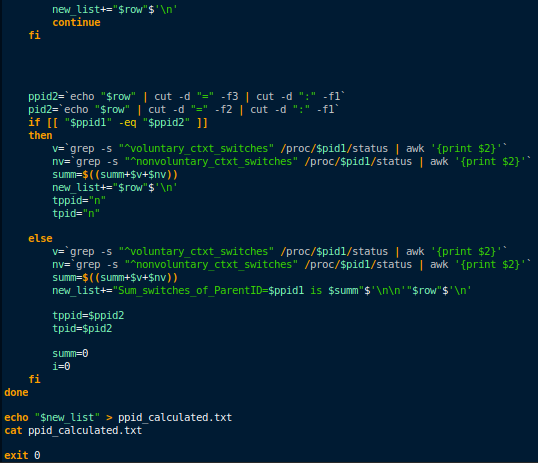 new_list+="$row"$'\n'
continue
fi
ppid2=`echo "$row" | cut -d "=" -f3 | cut -d ":" -f1`
pid2=`echo "$row" | cut -d "=" -f2 | cut -d ":" -f1`
if [[ "$ppid1" -eq "$ppid2" ]]
then
v=`grep -s "^voluntary_ctxt_switches" /proc/$pid1/status | awk '{print $2}'`
nv=`grep -s "^nonvoluntary_ctxt_switches" /proc/$pid1/status | awk '{print $2}'`
summ=$((summ+$v+$nv))
new_list+="$row"$'\n'
tppid="n"
tpid="n"
else
v=`grep -s "^voluntary_ctxt_switches" /proc/$pid1/status | awk '{print $2}'`
nv=`grep -s "^nonvoluntary_ctxt_switches" /proc/$pid1/status | awk '{print $2}'`
summ=$((summ+$v+$nv))
new_list+="Sum_switches_of_ParentID=$ppid1 is $summ"$'\n\n'"$row"$'\n'
tppid=$ppid2
tpid=$pid2
summ=0
i=0
fi
done
echo "$new_list" > ppid_calculated.txt
cat ppid_calculated.txt
exit 0